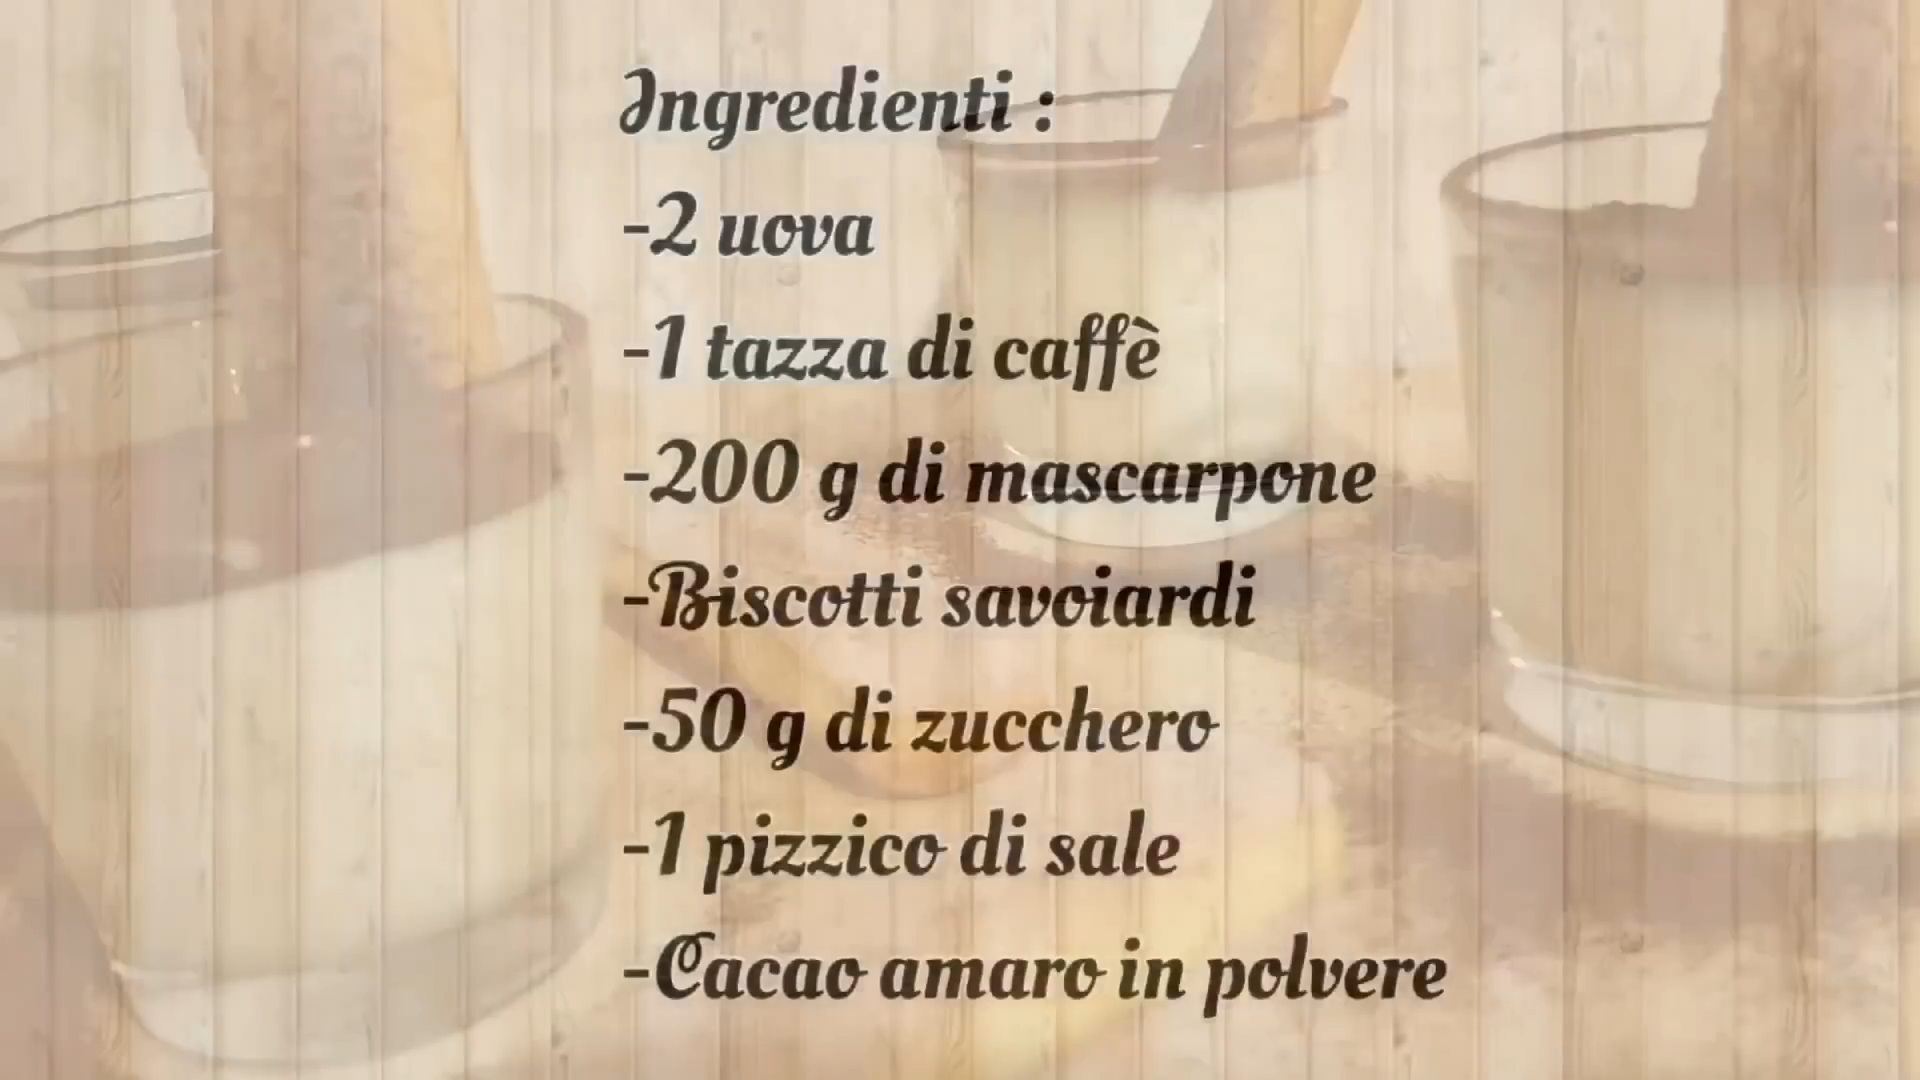 Ingredienti :
-2 uova
-1 tazza di caffè
-200 g di mascarpone
-Biscotti savoiardi
-50 g di zucchero
-1 pizzico di sale
-Cacao amaro in polvere